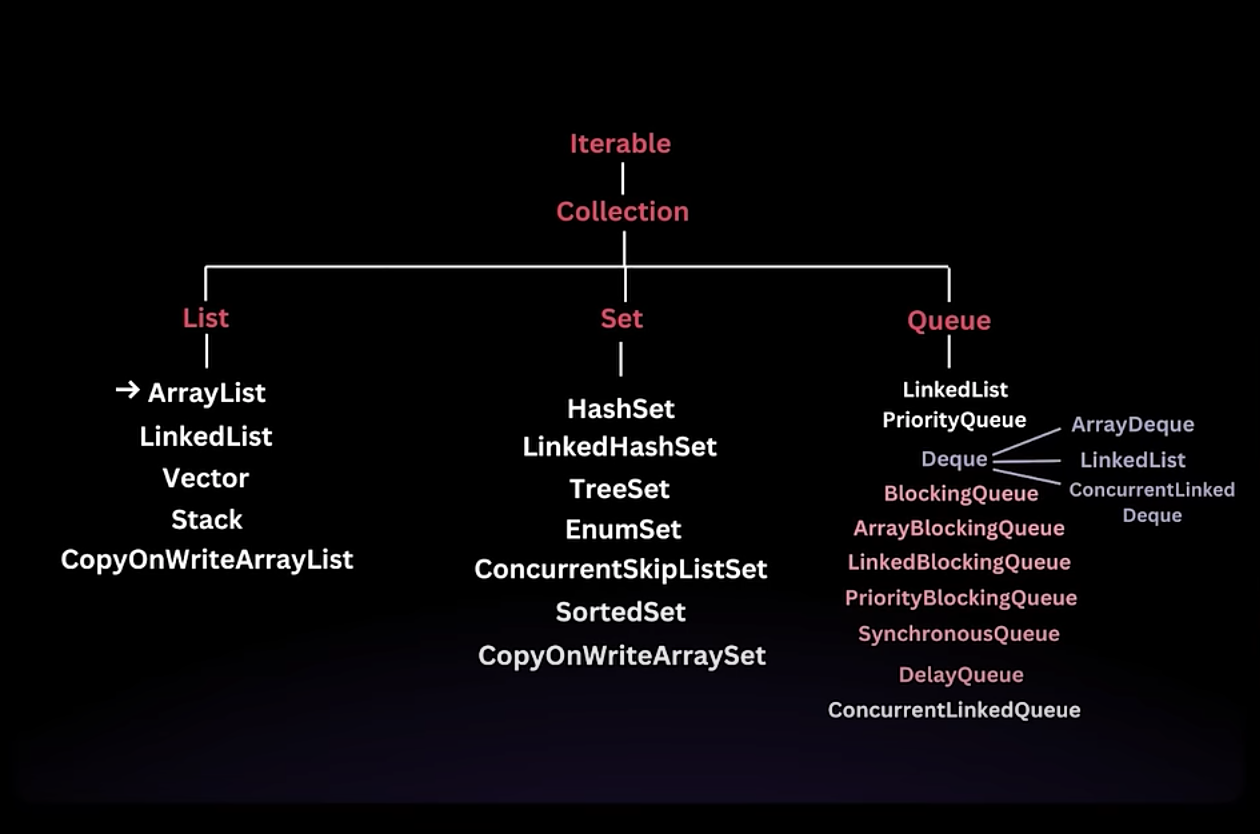 Iterable
Collection
List
Set
Queue
→ ArrayList
LinkedList
Vector
Stack
CopyOnWriteArrayList
HashSet
LinkedHashSet
TreeSet
EnumSet
ConcurrentSkipListSet
SortedSet
CopyOnWriteArraySet
LinkedList
PriorityQueue
Deque
ArrayDeque
LinkedList
ConcurrentLinked
Deque
BlockingQueue
ArrayBlockingQueue
LinkedBlockingQueue
PriorityBlockingQueue
SynchronousQueue
DelayQueue
ConcurrentLinkedQueue